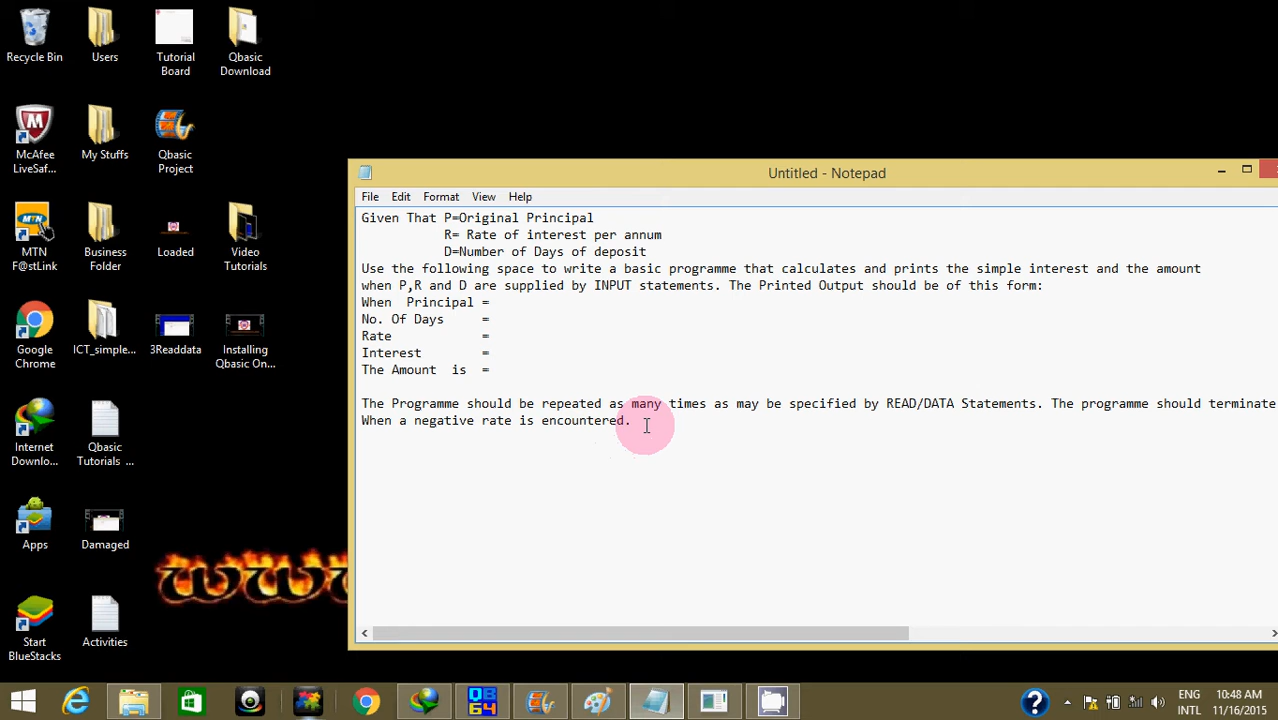 Recycle Bin
Users
Tutorial Board
Qbasic Download
McAfee LiveSaf...
My Stuffs
Qbasic Project
MTN F@stLink
Business Folder
Loaded
Video Tutorials
Google Chrome
ICT_simple...
3Readdata
Installing Qbasic On...
Internet Downlo...
Qbasic Tutorials ...
Apps
Damaged
Start BlueStacks
Activities
Untitled - Notepad
File Edit Format View Help
Given That P=Original Principal
R= Rate of interest per annum
D=Number of Days of deposit
Use the following space to write a basic programme that calculates and prints the simple interest and the amount
when P,R and D are supplied by INPUT statements. The Printed Output should be of this form:
When Principal =
No. Of Days =
Rate =
Interest =
The Amount is =
The Programme should be repeated as many times as may be specified by READ/DATA Statements. The programme should terminate
When a negative rate is encountered.
QB
64
ENG
INTL
10:48 AM
11/16/2015